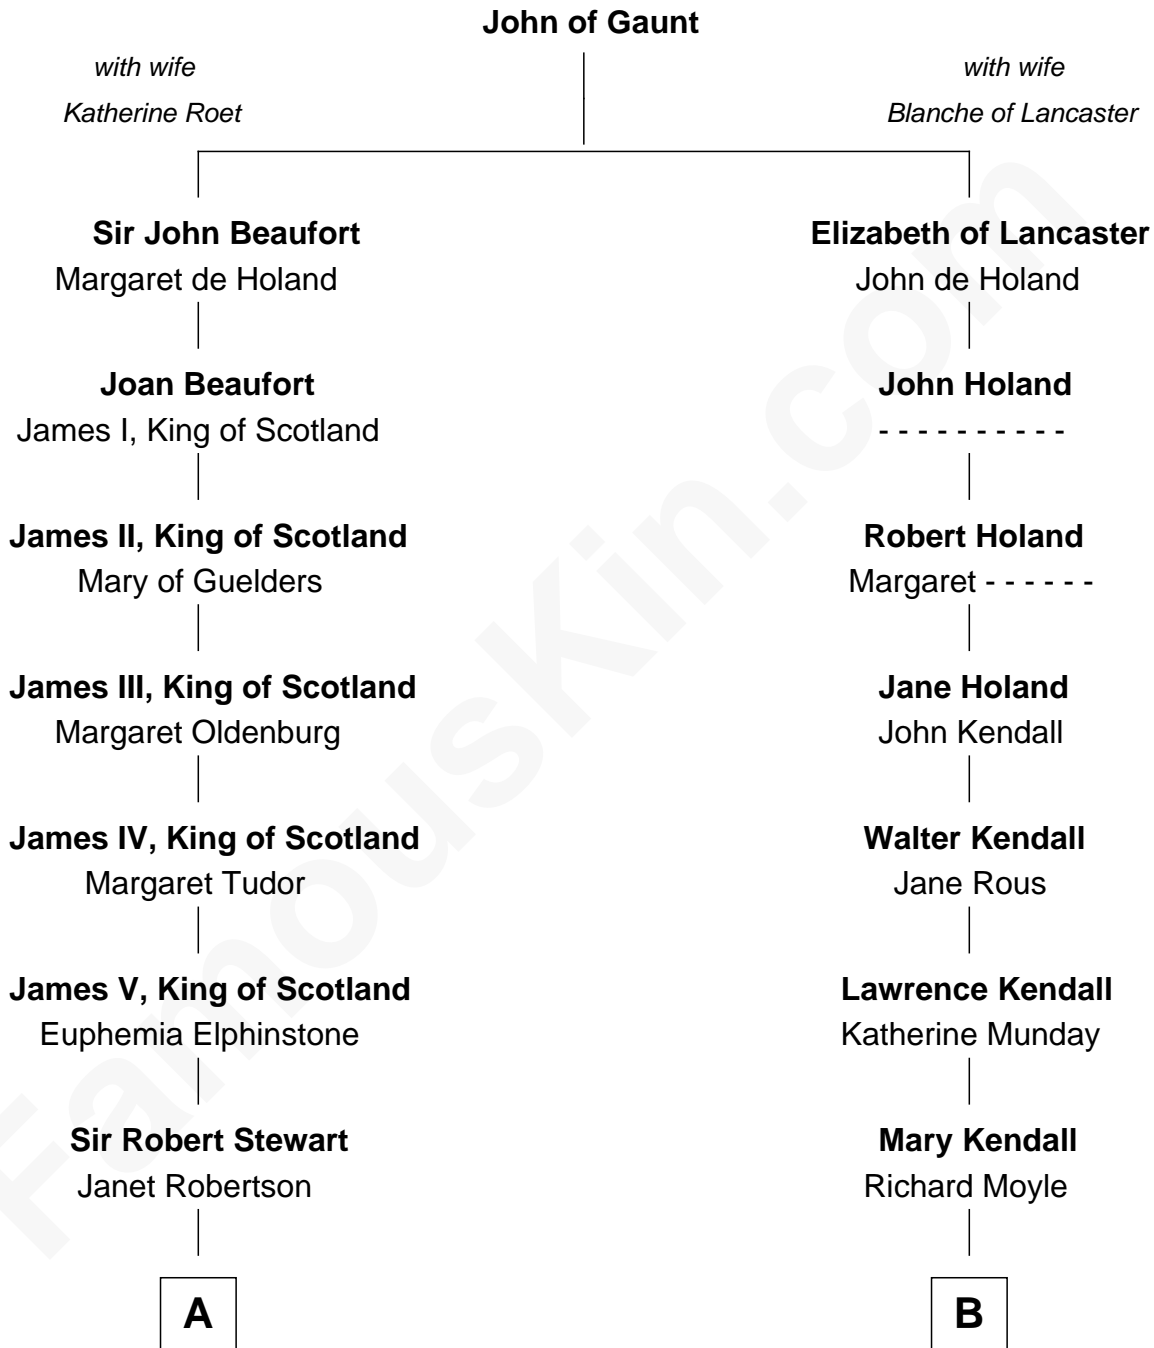 John of Gaunt
with wife
Katherine Roet
with wife
Blanche of Lancaster
Sir John Beaufort
Margaret de Holand
Elizabeth of Lancaster
John de Holand
Joan Beaufort
James I, King of Scotland
John Holand
- - - - - - - - - -
James II, King of Scotland
Mary of Guelders
Robert Holand
Margaret - - - - - -
James III, King of Scotland
Margaret Oldenburg
Jane Holand
John Kendall
James IV, King of Scotland
Margaret Tudor
Walter Kendall
Jane Rous
James V, King of Scotland
Euphemia Elphinstone
Lawrence Kendall
Katherine Munday
Sir Robert Stewart
Janet Robertson
Mary Kendall
Richard Moyle
A
B
FamousKin.com